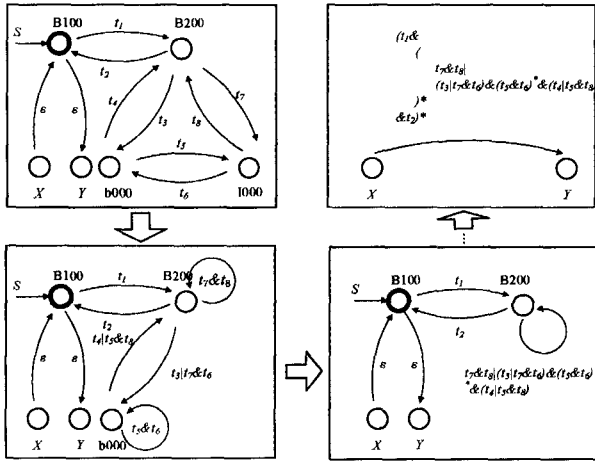 S
B100
t1
B200
t2
t4
t3
t7
t8
ε
ε
t5
t6
X
Y
b000
I000
(t1&
(
t7&t8|
(t3|t7&t6)&(t5&t6)*&(t4|t5&t8
)*
&t2)*
X
Y
S
B100
t1
B200
t7&t8
t2
t4|t5&t8
t3|t7&t6
ε
ε
t5&t6
X
Y
b000
S
B100
t1
B200
t2
ε
ε
t7&t8|(t3|t7&t6)&(t5&t6)
*&(t4|t5&t8)
X
Y